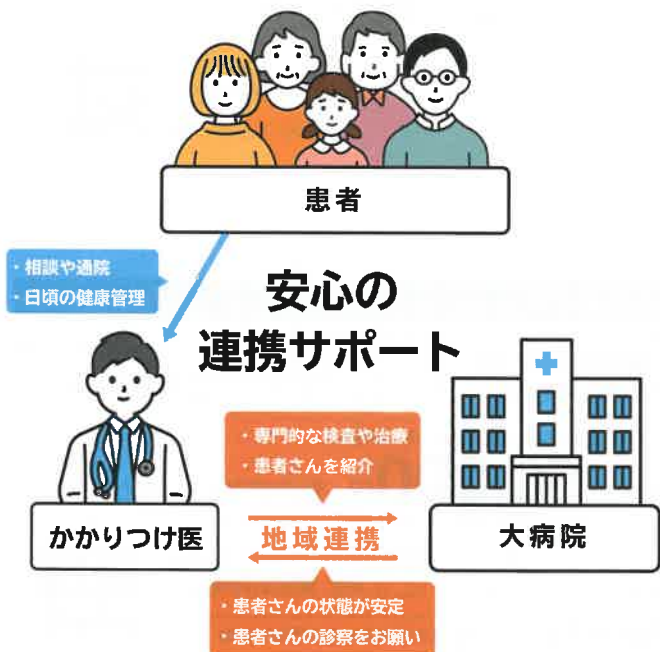 患者
・相談や通院
・日頃の健康管理
安心の
連携サポート
・専門的な検査や治療
・患者さんを紹介
かかりつけ医
地域連携
大病院
・患者さんの状態が安定
・患者さんの診察をお願い